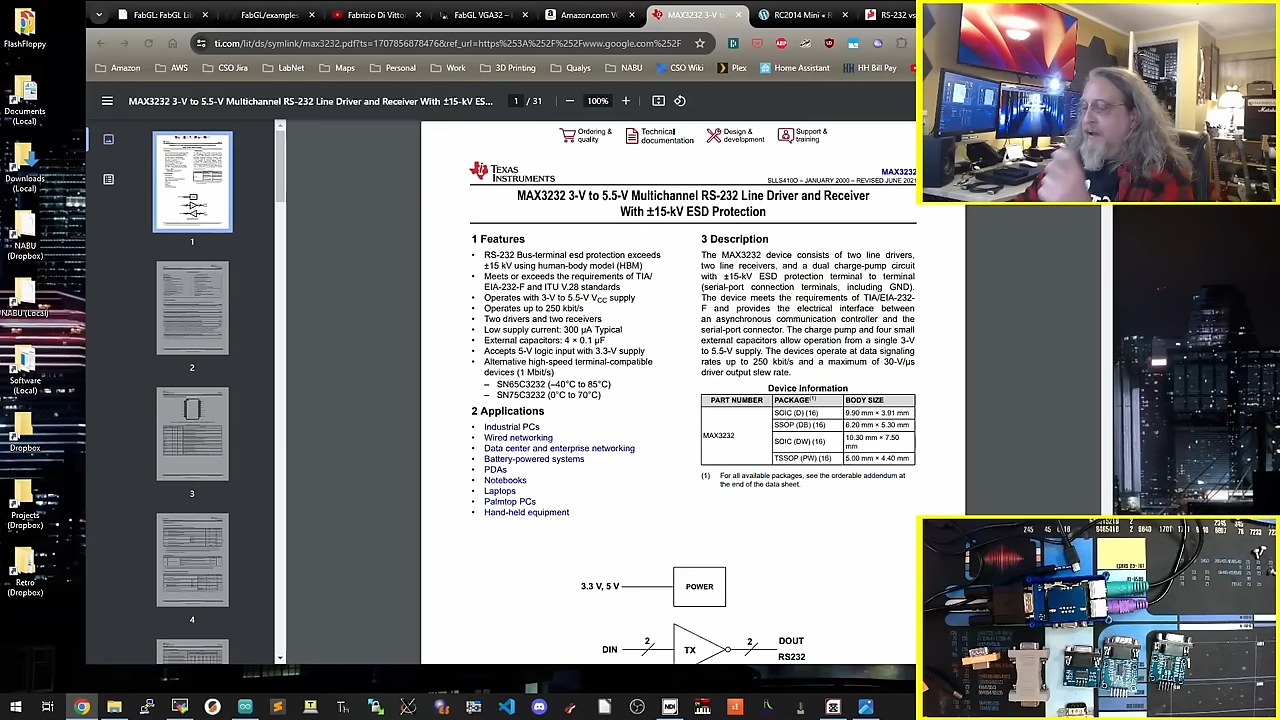 FabGL: FabGL Li
FabGL/examples
Fabrizio Di Vitto
FabGL VGA32 –
Amazon.com: VC
MAX3232 3-V to
RC2014 Mini «
RS-232 vs
ti.com/lit/ds/symlink/max3232.pdf?ts=1707856878476&ref_url=https%253A%252F%252Fwww.google.com%252F
Amazon
AWS
CSO Jira
LabNet
Maps
Personal
Work
3D Printing
Qualys
NABU
CSO Wiki
Plex
Home Assistant
HH Bill Pay
MAX3232 3-V to 5.5-V Multichannel RS-232 Line Driver and Receiver With ±15-kV ES...
1 / 31
100%
FlashFloppy
Documents
(Local)
Downloads
(Local)
NABU
(Dropbox)
NABU (Local)
Software
(Local)
Dropbox
Projects
(Dropbox)
Retro
(Dropbox)
1
2
3
4
Ordering &
quality
Technical
documentation
Design &
development
Support &
training
TEXAS
INSTRUMENTS
MAX3232
SLLS410O – JANUARY 2000 – REVISED JUNE 2021
MAX3232 3-V to 5.5-V Multichannel RS-232 Line Driver and Receiver
With ±15-kV ESD Protection
1 Features
• RS-232 Bus-terminal esd protection exceeds
±15 kV using human-body model (HBM)
• Meets or exceeds the requirements of TIA/
EIA-232-F and ITU V.28 standards
• Operates with 3-V to 5.5-V VCC supply
• Operates up to 250 kbit/s
• Two drivers and two receivers
• Low supply current: 300 μA Typical
• External capacitors: 4 × 0.1 μF
• Accepts 5-V logic input with 3.3-V supply
• Alternative high-speed terminal-compatible
devices (1 Mbit/s)
– SN65C3232 (–40°C to 85°C)
– SN75C3232 (0°C to 70°C)
2 Applications
• Industrial PCs
• Wired networking
• Data center and enterprise networking
• Battery-powered systems
• PDAs
• Notebooks
• Laptops
• Palmtop PCs
• Hand-held equipment
3 Description
The MAX3232 device consists of two line drivers,
two line receivers, and a dual charge-pump circuit
with ±15-kV ESD protection terminal to terminal
(serial-port connection terminals, including GND).
The device meets the requirements of TIA/EIA-232-
F and provides the electrical interface between
an asynchronous communication controller and the
serial-port connector. The charge pump and four small
external capacitors allow operation from a single 3-V
to 5.5-V supply. The devices operate at data signaling
rates up to 250 kbit/s and a maximum of 30-V/μs
driver output slew rate.
Device Information
PART NUMBER PACKAGE(1) BODY SIZE
MAX3232
SOIC (D) (16) 9.90 mm × 3.91 mm
SSOP (DB) (16) 6.20 mm × 5.30 mm
SOIC (DW) (16) 10.30 mm × 7.50
mm
TSSOP (PW) (16) 5.00 mm × 4.40 mm
(1) For all available packages, see the orderable addendum at
the end of the data sheet.
3.3 V, 5 V
POWER
DIN
2
TX
2
DOUT
RS232